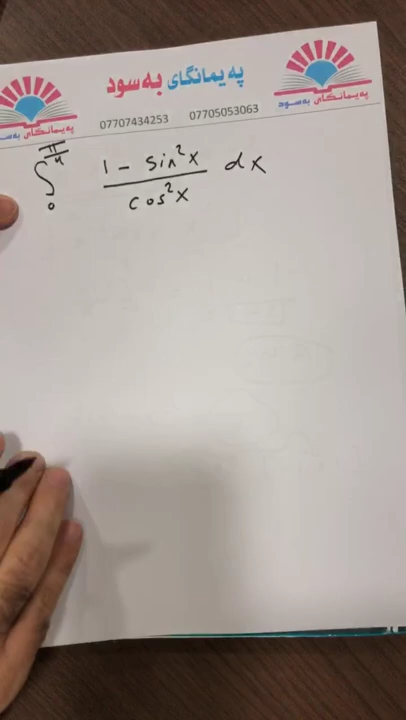 پەیمانگای بەسود
پەیمانگای بەسود
07707434253 07705053063
پەیمانگای بەسود
∫₀^(π/4) (1 - sin²x)/(cos²x) dx